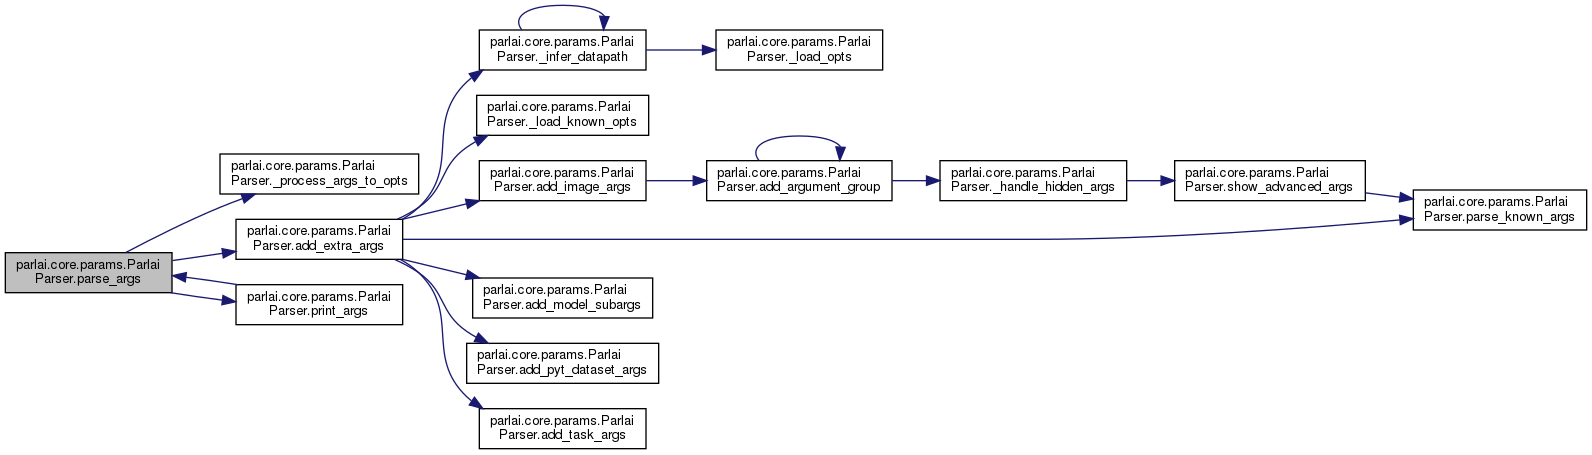 parlai.core.params.Parlai
Parser._infer_datapath
parlai.core.params.Parlai
Parser._load_opts
parlai.core.params.Parlai
Parser._load_known_opts
parlai.core.params.Parlai
Parser._process_args_to_opts
parlai.core.params.Parlai
Parser.add_image_args
parlai.core.params.Parlai
Parser.add_argument_group
parlai.core.params.Parlai
Parser._handle_hidden_args
parlai.core.params.Parlai
Parser.show_advanced_args
parlai.core.params.Parlai
Parser.parse_known_args
parlai.core.params.Parlai
Parser.add_extra_args
parlai.core.params.Parlai
Parser.parse_args
parlai.core.params.Parlai
Parser.print_args
parlai.core.params.Parlai
Parser.add_model_subargs
parlai.core.params.Parlai
Parser.add_pyt_dataset_args
parlai.core.params.Parlai
Parser.add_task_args